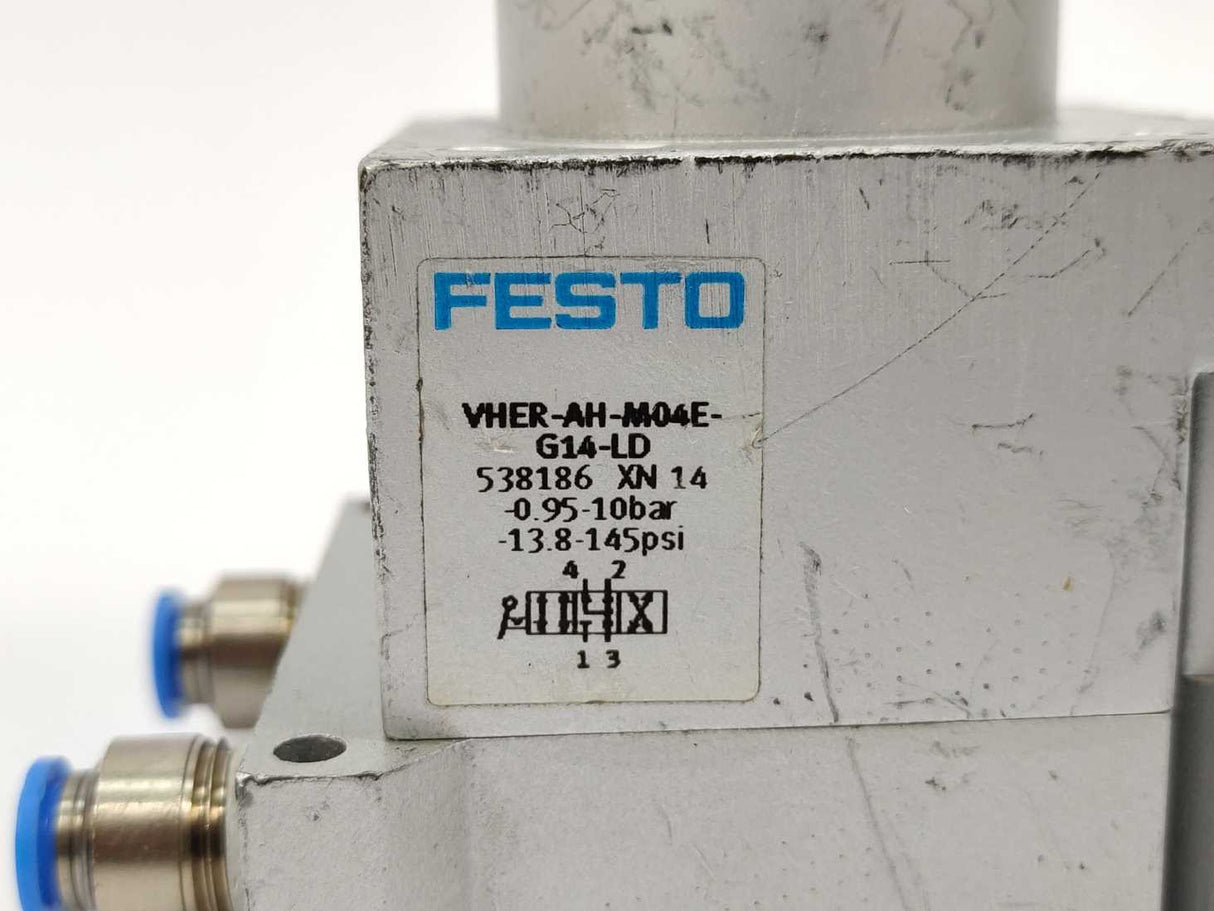 FESTO
VHER-AH-M04E-
G14-LD
538186 XN 14
-0.95-10bar
-13.8-145psi
4 2
1 3